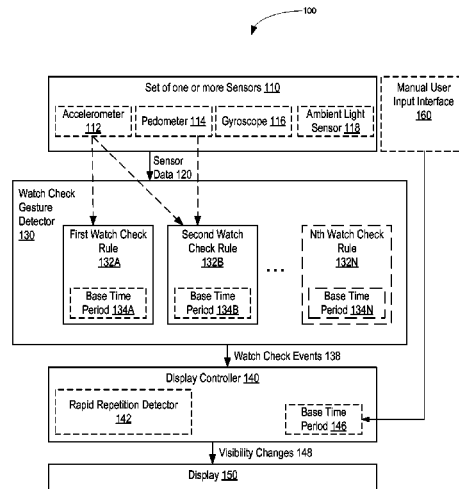 100
Set of one or more Sensors 110
Accelerometer
112
Pedometer 114
Gyroscope 116
Ambient Light
Sensor 118
Manual User
Input Interface
160
Sensor
Data 120
Watch Check
Gesture
Detector
130
First Watch Check
Rule
132A
Base Time
Period 134A
Second Watch
Check Rule
132B
Base Time
Period 134B
...
Nth Watch Check
Rule
132N
Base Time
Period 134N
Watch Check Events 138
Display Controller 140
Rapid Repetition Detector
142
Base Time
Period 146
Visibility Changes 148
Display 150